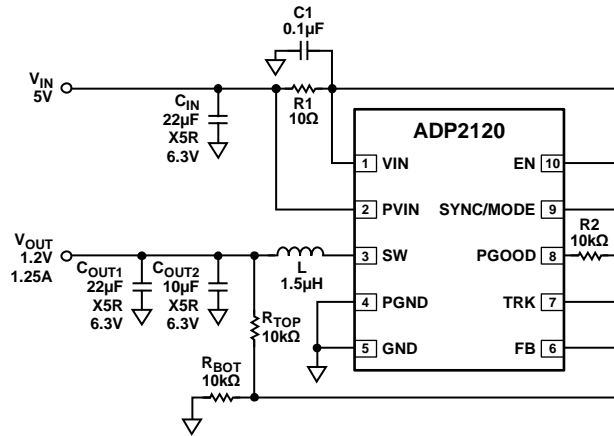 C1
0.1µF
VIN
5V
CIN
22µF
X5R
6.3V
R1
10Ω
ADP2120
1 VIN
EN 10
2 PVIN
SYNC/MODE 9
R2
10kΩ
VOUT
1.2V
1.25A
COUT1
22µF
X5R
6.3V
COUT2
10µF
X5R
6.3V
L
1.5µH
3 SW
PGOOD 8
4 PGND
TRK 7
RTOP
10kΩ
5 GND
FB 6
RBOT
10kΩ